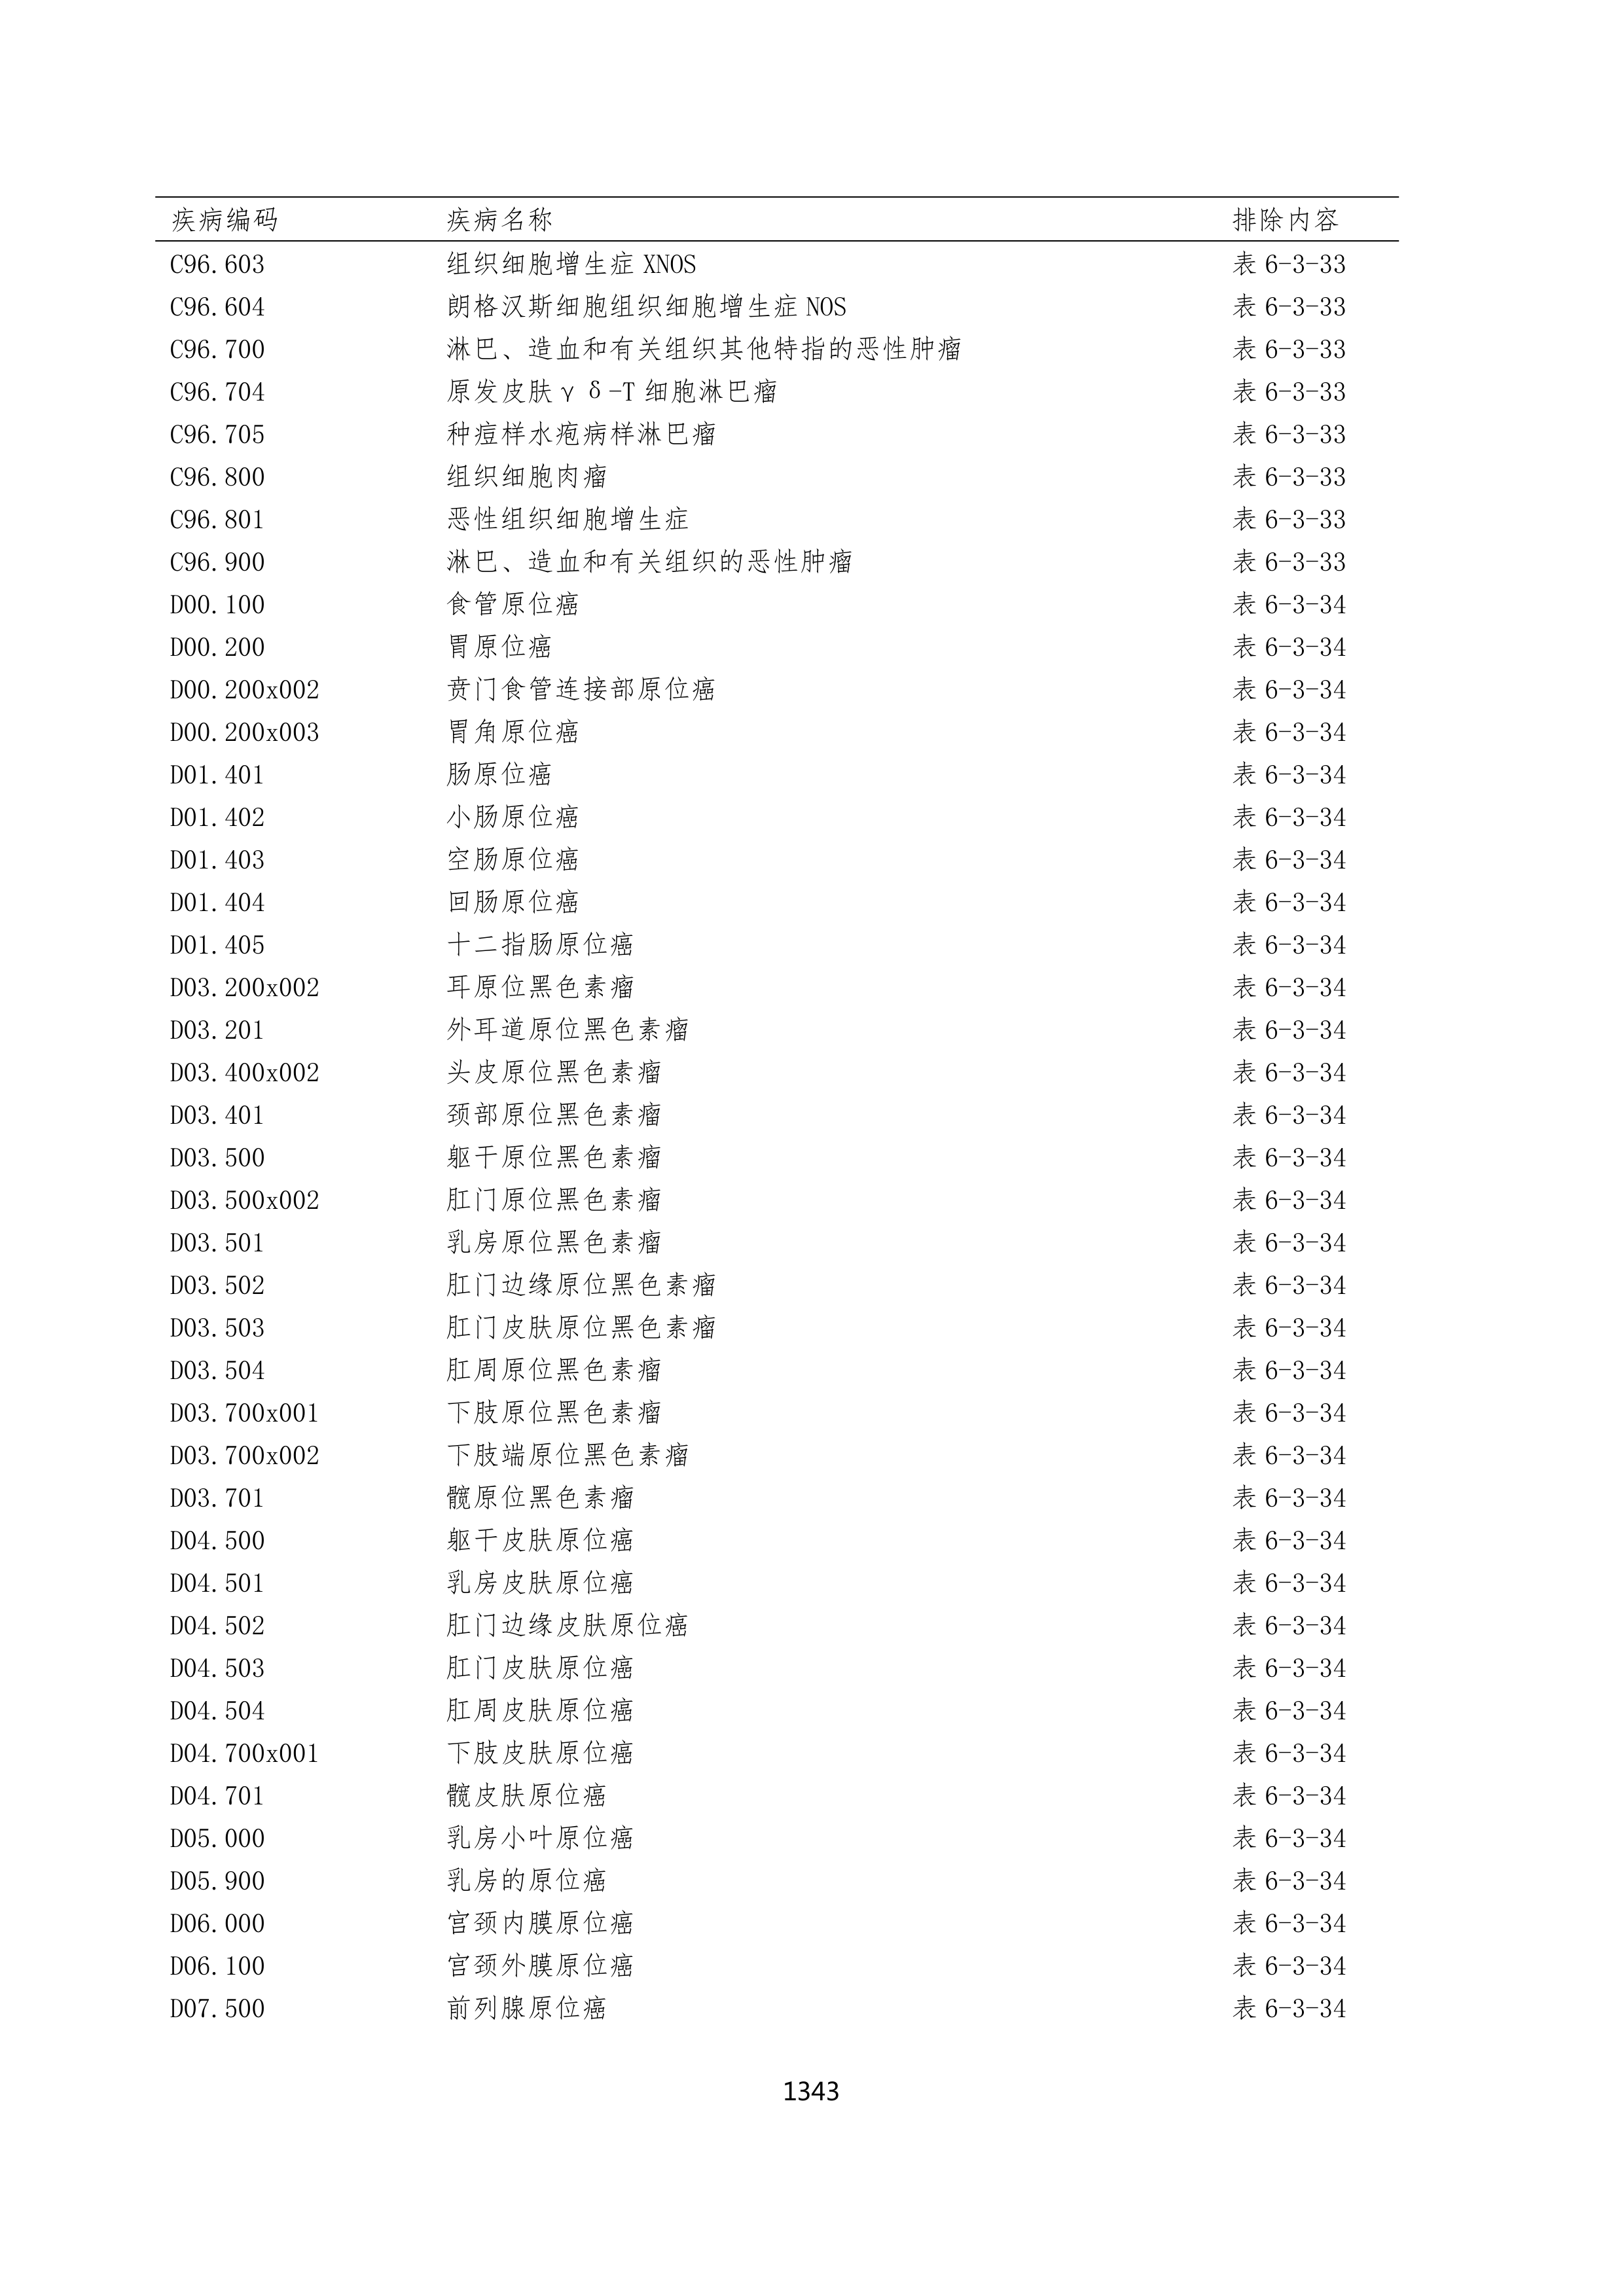 疾病编码 疾病名称 排除内容
C96.603 组织细胞增生症 XNOS 表 6-3-33
C96.604 朗格汉斯细胞组织细胞增生症 NOS 表 6-3-33
C96.700 淋巴、造血和有关组织其他特指的恶性肿瘤 表 6-3-33
C96.704 原发皮肤γδ-T 细胞淋巴瘤 表 6-3-33
C96.705 种痘样水疱病样淋巴瘤 表 6-3-33
C96.800 组织细胞肉瘤 表 6-3-33
C96.801 恶性组织细胞增生症 表 6-3-33
C96.900 淋巴、造血和有关组织的恶性肿瘤 表 6-3-33
D00.100 食管原位癌 表 6-3-34
D00.200 胃原位癌 表 6-3-34
D00.200x002 贲门食管连接部原位癌 表 6-3-34
D00.200x003 胃角原位癌 表 6-3-34
D01.401 肠原位癌 表 6-3-34
D01.402 小肠原位癌 表 6-3-34
D01.403 空肠原位癌 表 6-3-34
D01.404 回肠原位癌 表 6-3-34
D01.405 十二指肠原位癌 表 6-3-34
D03.200x002 耳原位黑色素瘤 表 6-3-34
D03.201 外耳道原位黑色素瘤 表 6-3-34
D03.400x002 头皮原位黑色素瘤 表 6-3-34
D03.401 颈部原位黑色素瘤 表 6-3-34
D03.500 躯干原位黑色素瘤 表 6-3-34
D03.500x002 肛门原位黑色素瘤 表 6-3-34
D03.501 乳房原位黑色素瘤 表 6-3-34
D03.502 肛门边缘原位黑色素瘤 表 6-3-34
D03.503 肛门皮肤原位黑色素瘤 表 6-3-34
D03.504 肛周原位黑色素瘤 表 6-3-34
D03.700x001 下肢原位黑色素瘤 表 6-3-34
D03.700x002 下肢端原位黑色素瘤 表 6-3-34
D03.701 髋原位黑色素瘤 表 6-3-34
D04.500 躯干皮肤原位癌 表 6-3-34
D04.501 乳房皮肤原位癌 表 6-3-34
D04.502 肛门边缘皮肤原位癌 表 6-3-34
D04.503 肛门皮肤原位癌 表 6-3-34
D04.504 肛周皮肤原位癌 表 6-3-34
D04.700x001 下肢皮肤原位癌 表 6-3-34
D04.701 髋皮肤原位癌 表 6-3-34
D05.000 乳房小叶原位癌 表 6-3-34
D05.900 乳房的原位癌 表 6-3-34
D06.000 宫颈内膜原位癌 表 6-3-34
D06.100 宫颈外膜原位癌 表 6-3-34
D07.500 前列腺原位癌 表 6-3-34
1343